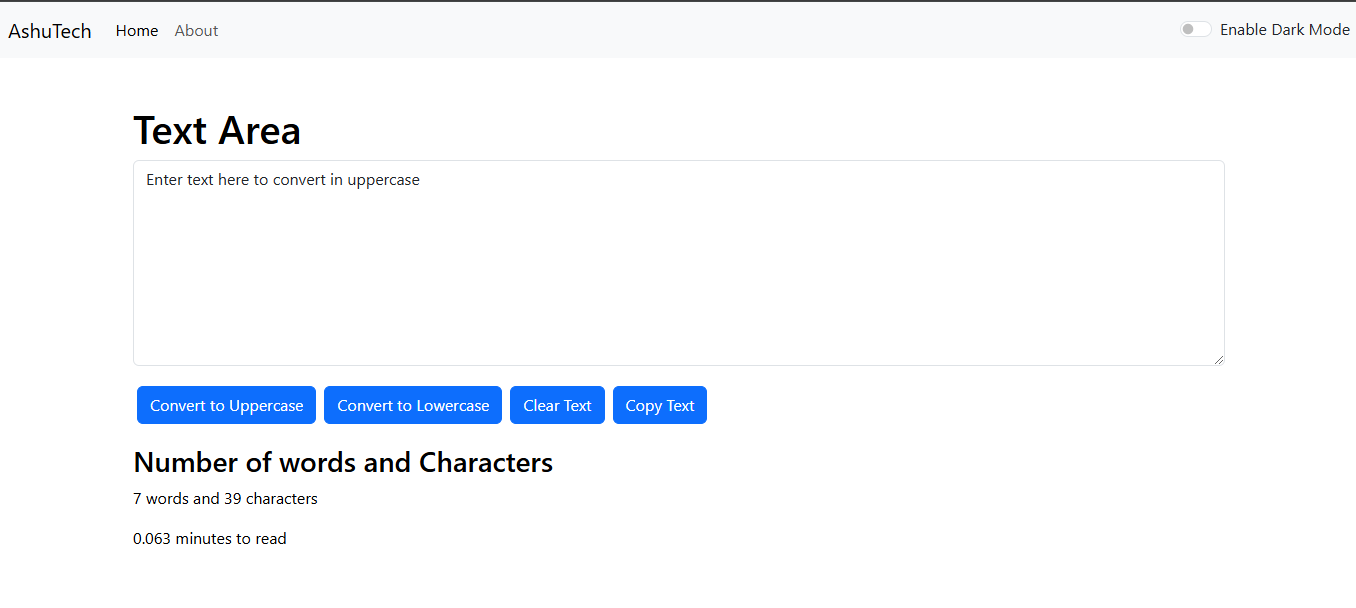 AshuTech Home About Enable Dark Mode
Text Area
Enter text here to convert in uppercase
Convert to Uppercase Convert to Lowercase Clear Text Copy Text
Number of words and Characters
7 words and 39 characters
0.063 minutes to read